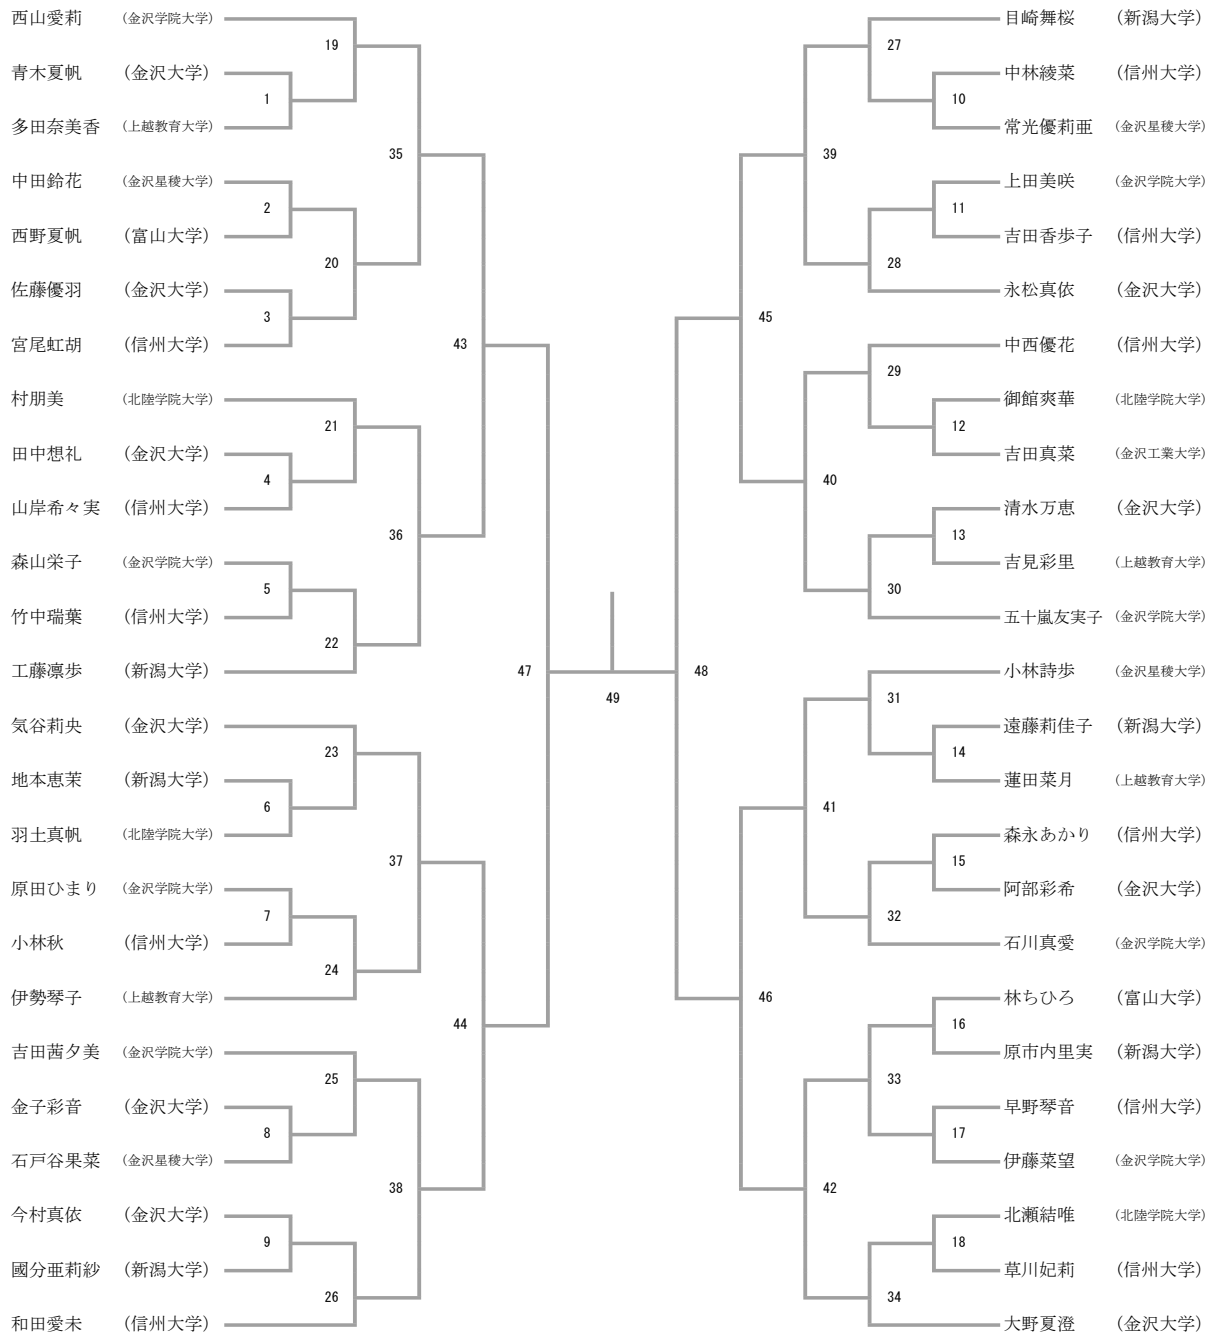 西山愛莉 (金沢学院大学)
青木夏帆 (金沢大学)
多田奈美香 (上越教育大学)
中田鈴花 (金沢星稜大学)
西野夏帆 (富山大学)
佐藤優羽 (金沢大学)
宮尾虹胡 (信州大学)
村朋美 (北陸学院大学)
田中想礼 (金沢大学)
山岸希々実 (信州大学)
森山栄子 (金沢学院大学)
竹中瑞葉 (信州大学)
工藤凛歩 (新潟大学)
気谷莉央 (金沢大学)
地本恵茉 (新潟大学)
羽土真帆 (北陸学院大学)
原田ひまり (金沢学院大学)
小林秋 (信州大学)
伊勢琴子 (上越教育大学)
吉田茜夕美 (金沢学院大学)
金子彩音 (金沢大学)
石戸谷果菜 (金沢星稜大学)
今村真依 (金沢大学)
國分亜莉紗 (新潟大学)
和田愛未 (信州大学)
1
2
3
4
5
6
7
8
9
19
20
21
22
23
24
25
26
35
36
37
38
43
44
47
49
48
45
46
39
40
41
42
27
28
29
30
31
32
33
34
10
11
12
13
14
15
16
17
18
目崎舞桜 (新潟大学)
中林綾菜 (信州大学)
常光優莉亜 (金沢星稜大学)
上田美咲 (金沢学院大学)
吉田香歩子 (信州大学)
永松真依 (金沢大学)
中西優花 (信州大学)
御館爽華 (北陸学院大学)
吉田真菜 (金沢工業大学)
清水万恵 (金沢大学)
吉見彩里 (上越教育大学)
五十嵐友実子 (金沢学院大学)
小林詩歩 (金沢星稜大学)
遠藤莉佳子 (新潟大学)
蓮田菜月 (上越教育大学)
森永あかり (信州大学)
阿部彩希 (金沢大学)
石川真愛 (金沢学院大学)
林ちひろ (富山大学)
原市内里実 (新潟大学)
早野琴音 (信州大学)
伊藤菜望 (金沢学院大学)
北瀬結唯 (北陸学院大学)
草川妃莉 (信州大学)
大野夏澄 (金沢大学)